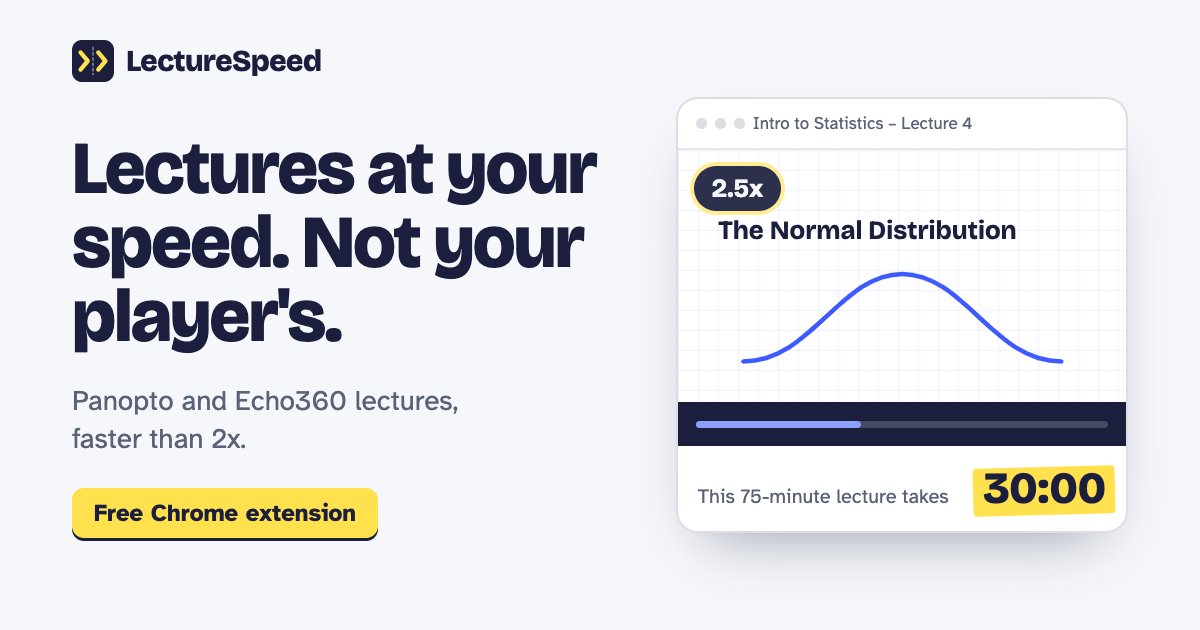 LectureSpeed
Lectures at your
speed. Not your
player's.
Panopto and Echo360 lectures,
faster than 2x.
Free Chrome extension
Intro to Statistics – Lecture 4
2.5x
The Normal Distribution
This 75-minute lecture takes
30:00